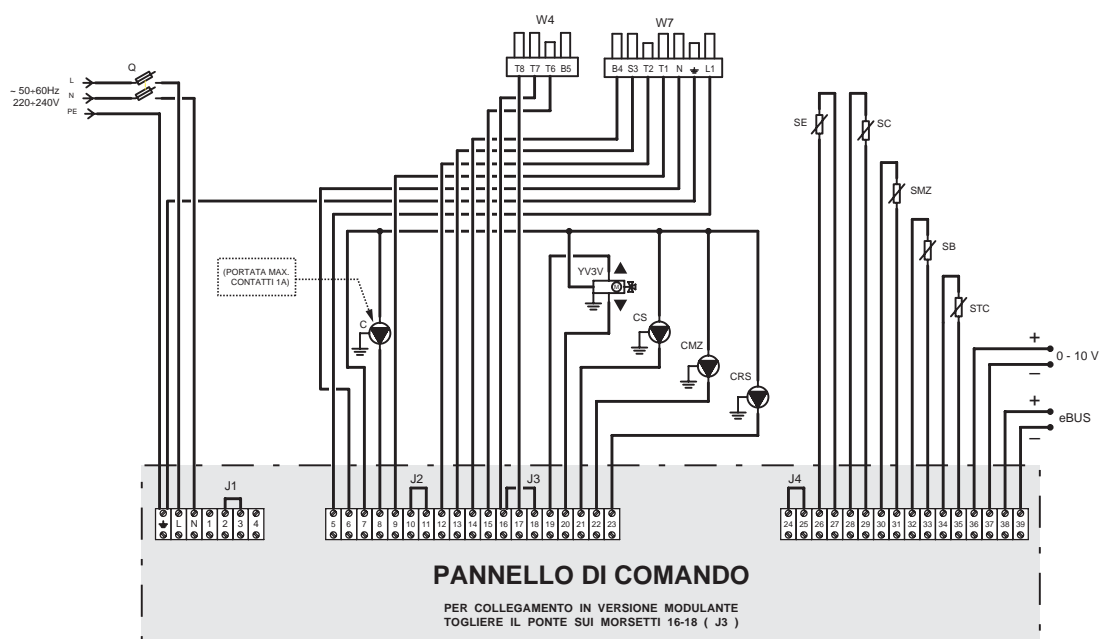 W4
W7
T8 T7 T6 B5
B4 S3 T2 T1 N L1
Q
L
~ 50÷60Hz
N
220÷240V
PE
SE
SC
SMZ
SB
STC
(PORTATA MAX.
CONTATTI 1A)
YV3V
M
C
CS
CMZ
CRS
+
0 - 10 V
–
+
eBUS
–
J1
J2
J3
J4
L N 1 2 3 4
5 6 7 8 9 10 11 12 13 14 15 16 17 18 19 20 21 22 23
24 25 26 27 28 29 30 31 32 33 34 35 36 37 38 39
PANNELLO DI COMANDO
PER COLLEGAMENTO IN VERSIONE MODULANTE
TOGLIERE IL PONTE SUI MORSETTI 16-18 ( J3 )